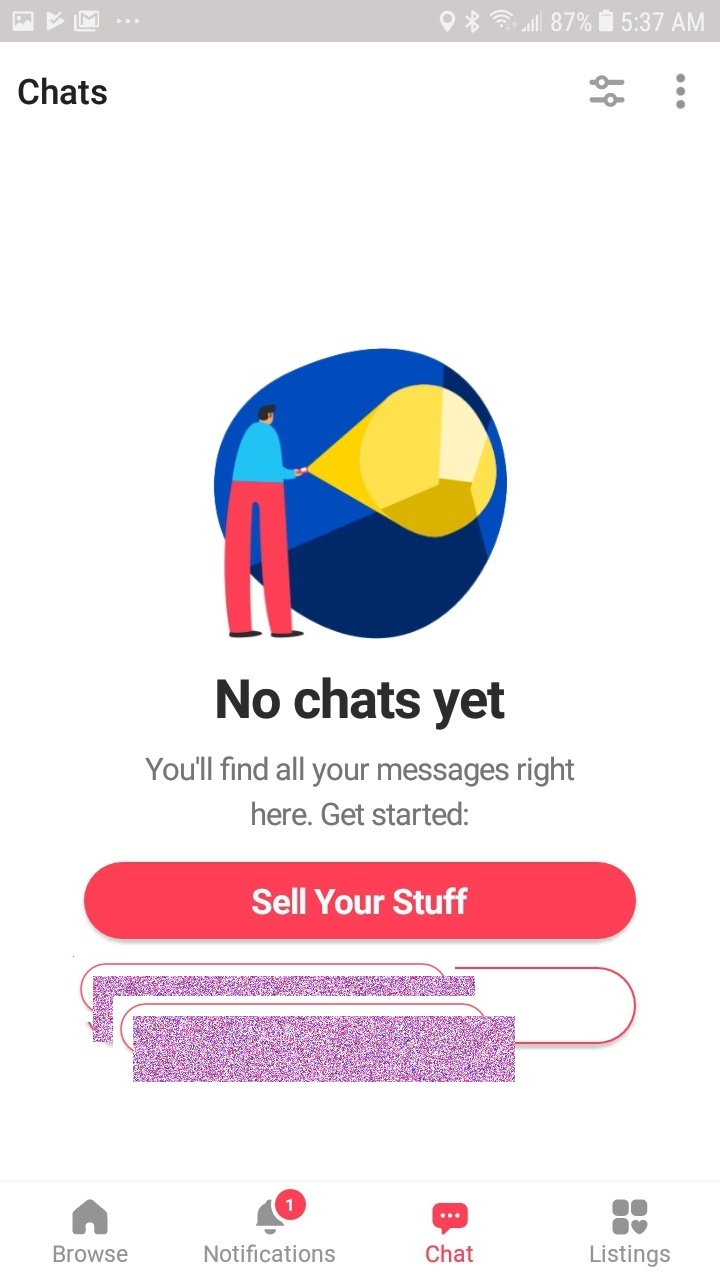 87% 5:37 AM
Chats
No chats yet
You'll find all your messages right
here. Get started:
Sell Your Stuff
1
Browse
Notifications
Chat
Listings